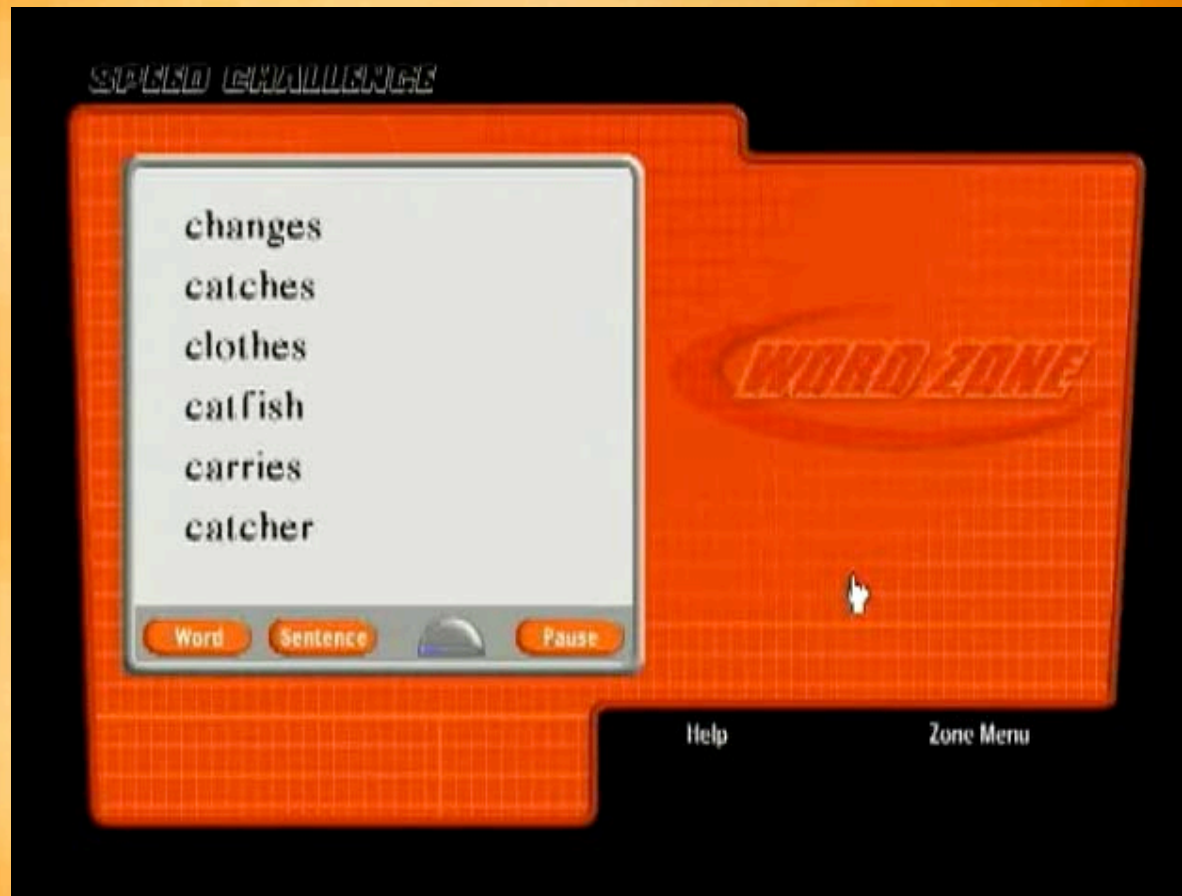 SPEED CHALLENGE
changes
catches
clothes
catfish
carries
catcher
WORD ZONE
Word Sentence Pause
Help Zone Menu